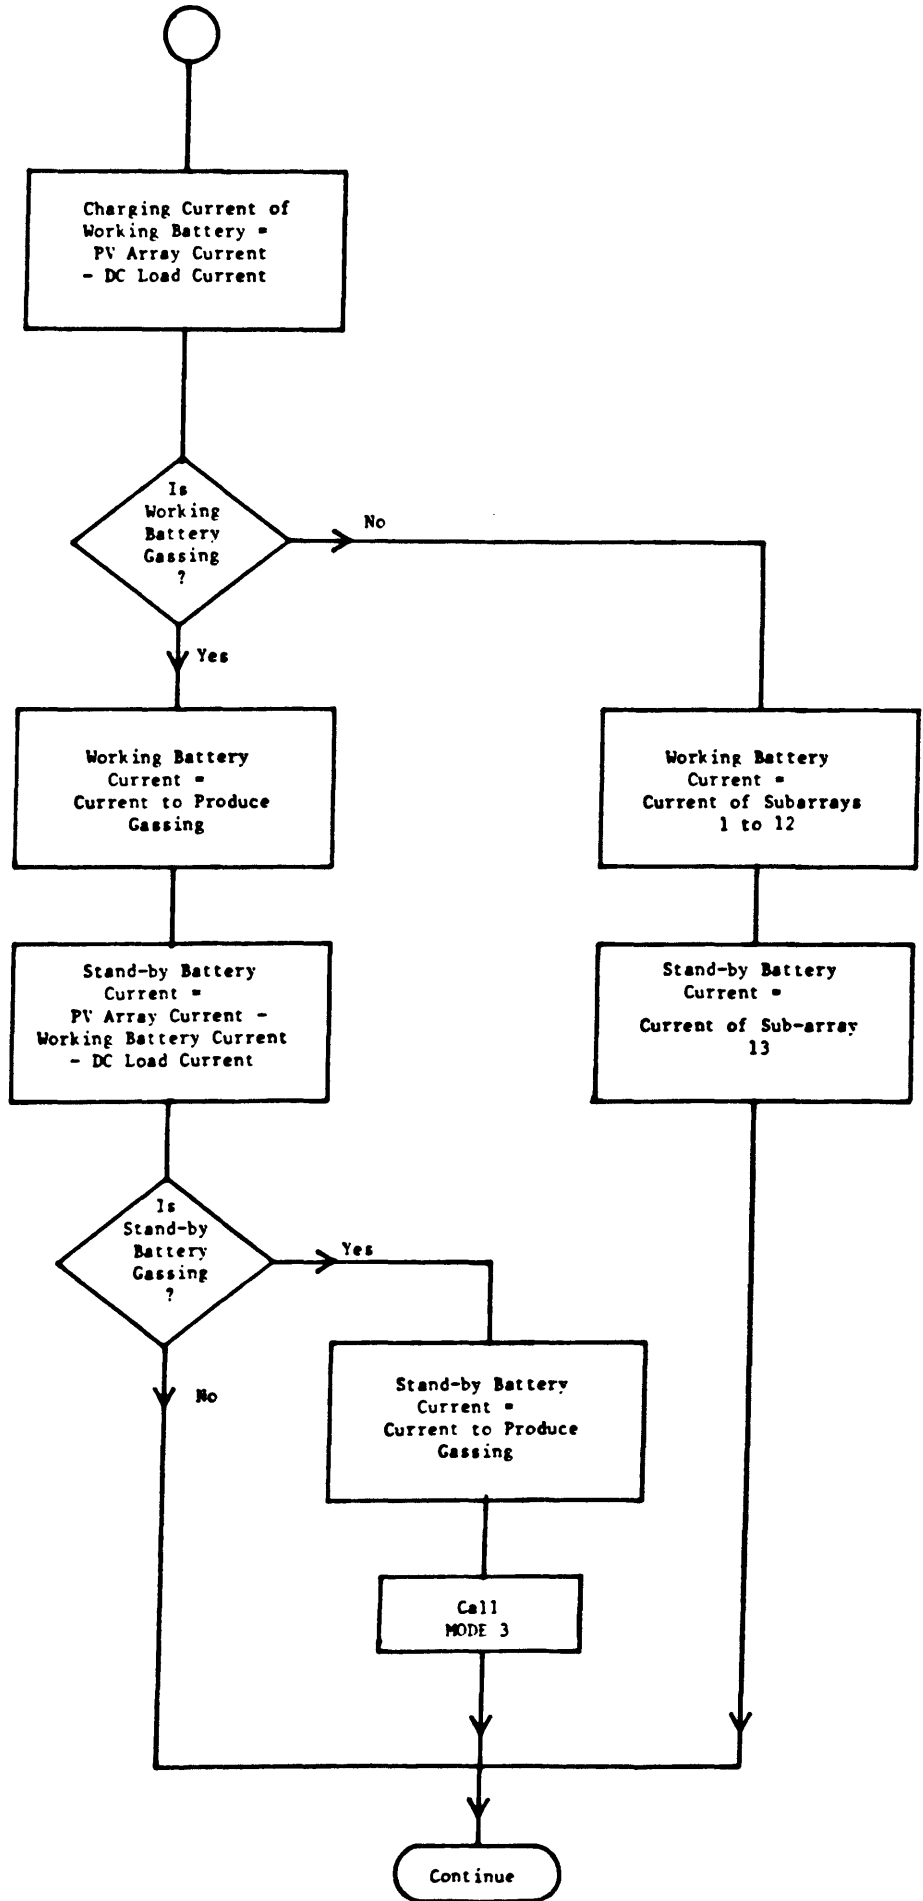 Charging Current of
Working Battery =
PV Array Current
- DC Load Current
Is
Working
Battery
Gassing
?
No
Yes
Working Battery
Current =
Current to Produce
Gassing
Working Battery
Current =
Current of Subarrays
1 to 12
Stand-by Battery
Current =
PV Array Current -
Working Battery Current
- DC Load Current
Stand-by Battery
Current =
Current of Sub-array
13
Is
Stand-by
Battery
Gassing
?
Yes
No
Stand-by Battery
Current =
Current to Produce
Gassing
Call
MODE 3
Continue